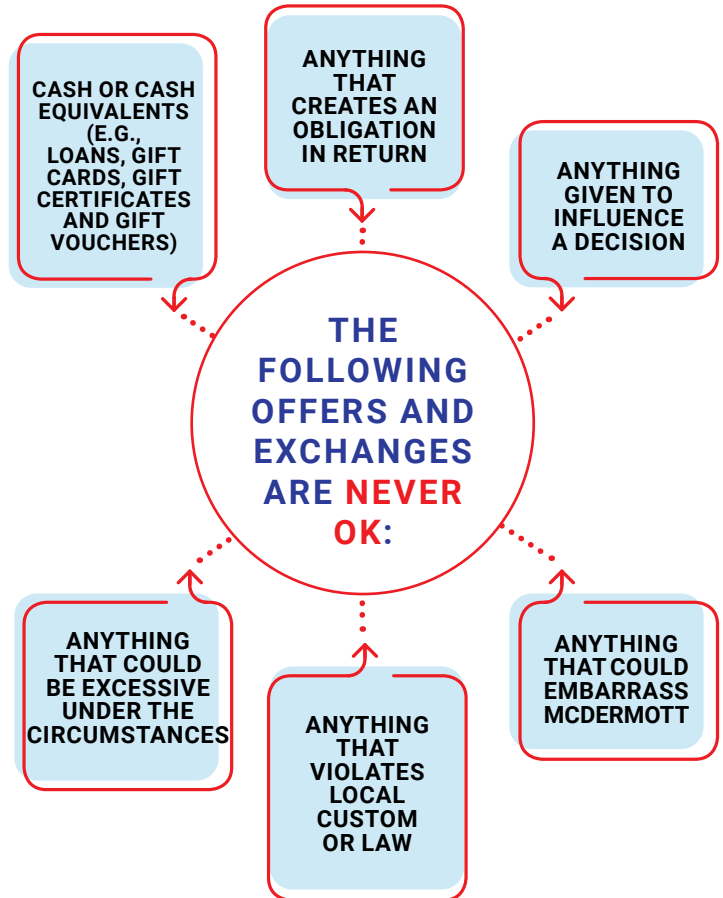 CASH OR CASH
EQUIVALENTS
(E.G.,
LOANS, GIFT
CARDS, GIFT
CERTIFICATES
AND GIFT
VOUCHERS)
ANYTHING
THAT
CREATES AN
OBLIGATION
IN RETURN
ANYTHING
GIVEN TO
INFLUENCE
A DECISION
THE
FOLLOWING
OFFERS AND
EXCHANGES
ARE NEVER
OK:
ANYTHING
THAT COULD
BE EXCESSIVE
UNDER THE
CIRCUMSTANCES
ANYTHING
THAT
VIOLATES
LOCAL
CUSTOM
OR LAW
ANYTHING
THAT COULD
EMBARRASS
MCDERMOTT